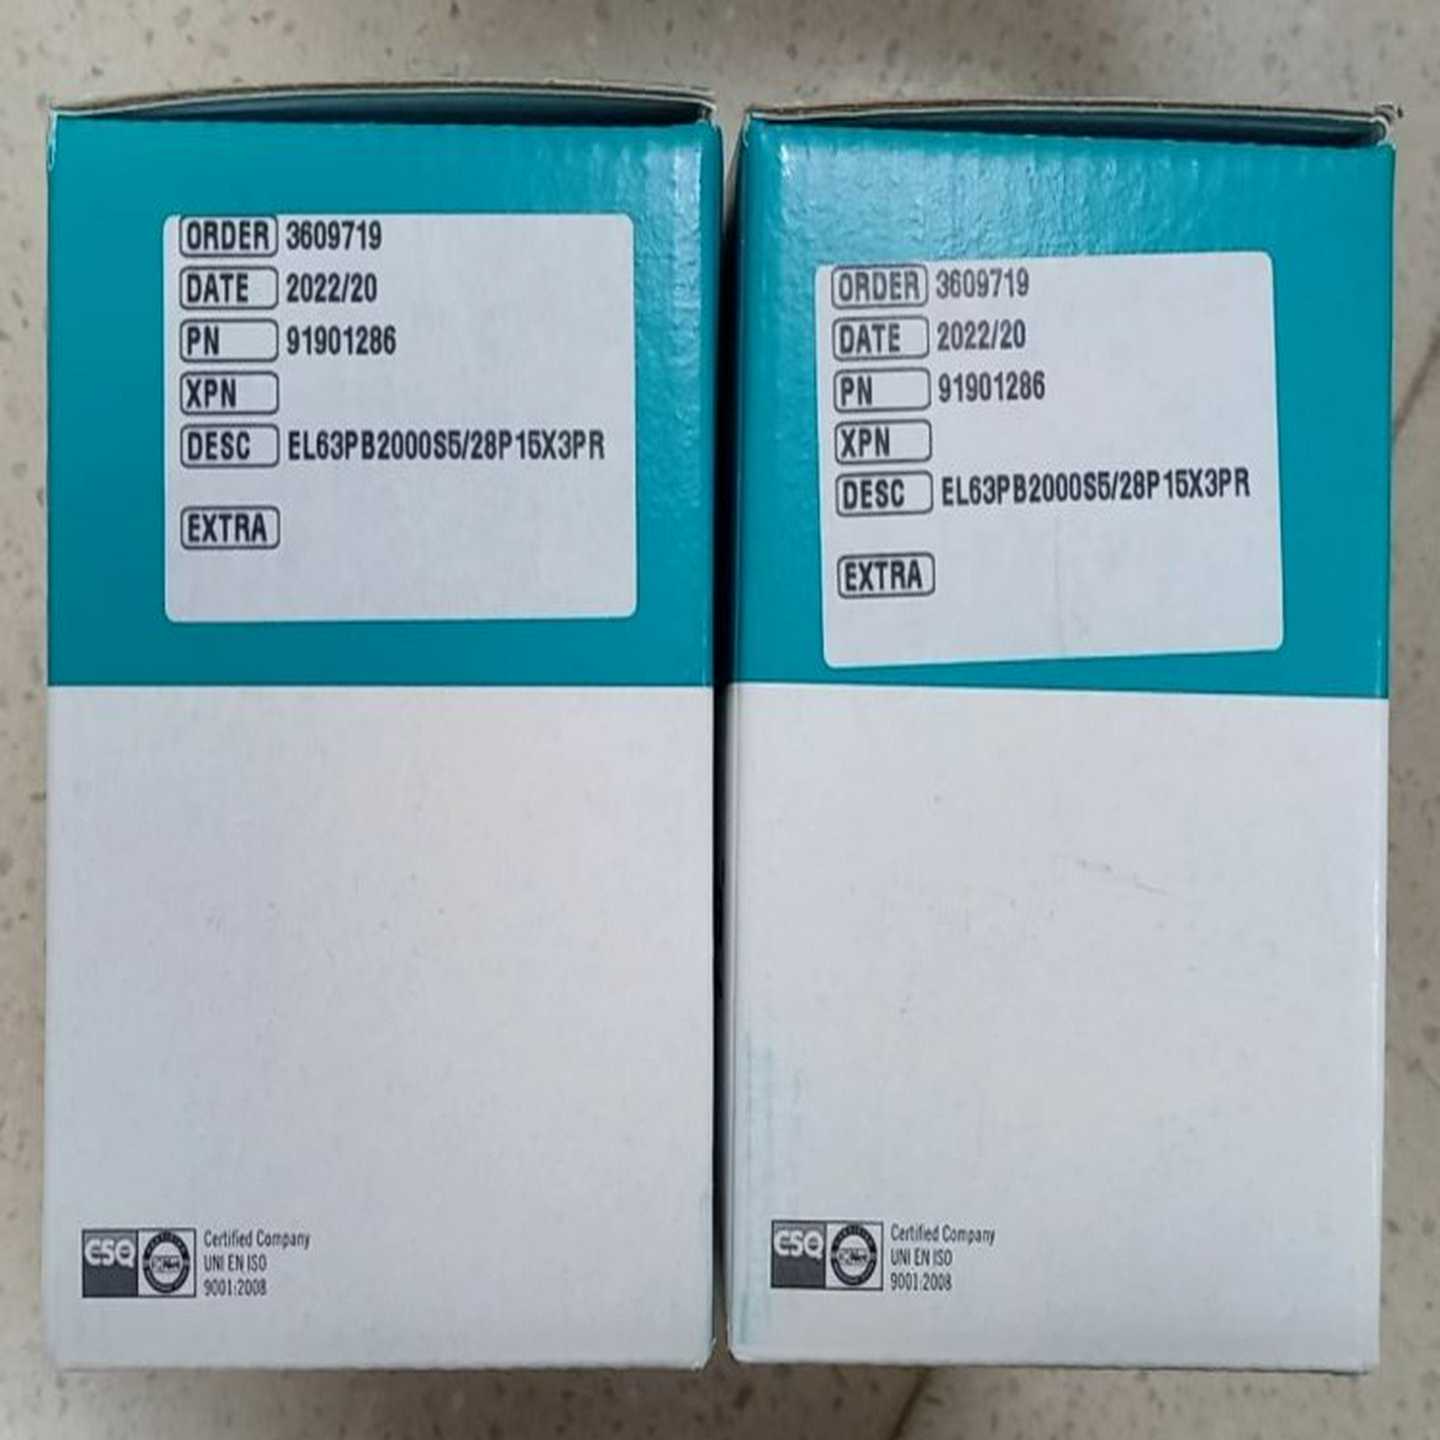 ORDER 3609719
DATE 2022/20
PN 91901286
XPN
DESC EL63PB2000S5/28P15X3PR
EXTRA
CSQ
Certified Company
UNI EN ISO
9001:2008
ORDER 3609719
DATE 2022/20
PN 91901286
XPN
DESC EL63PB2000S5/28P15X3PR
EXTRA
CSQ
Certified Company
UNI EN ISO
9001:2008